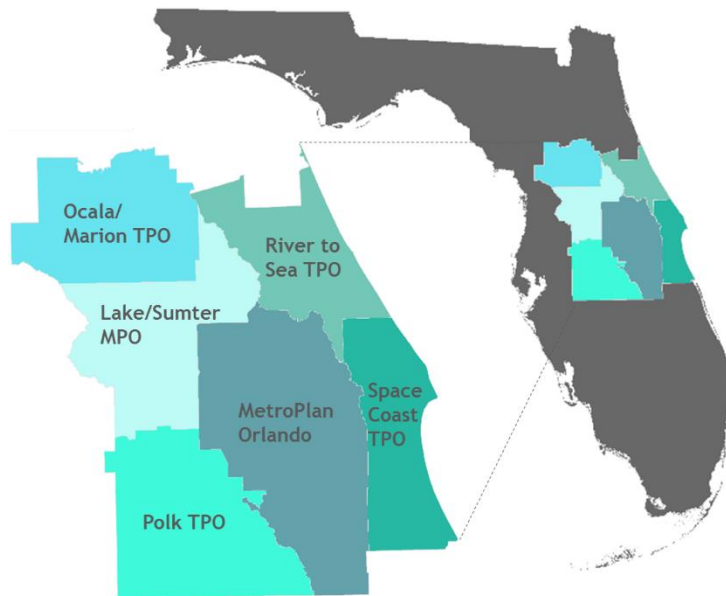 Ocala/
Marion TPO
River to
Sea TPO
Lake/Sumter
MPO
Space
Coast
TPO
MetroPlan
Orlando
Polk TPO